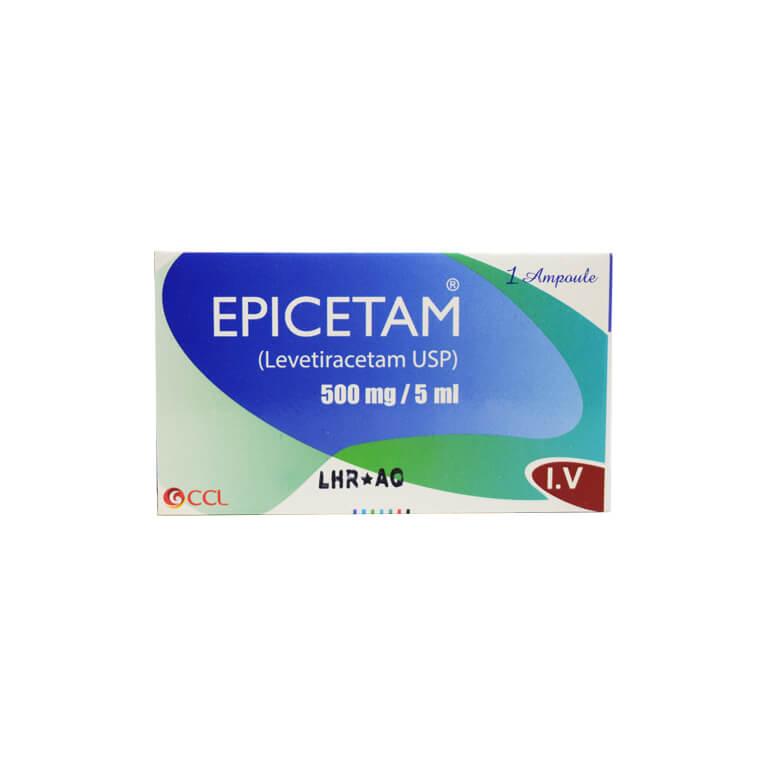 1 Ampoule
EPICETAM®
(Levetiracetam USP)
500 mg / 5 ml
LHR★AQ
I.V
CCL